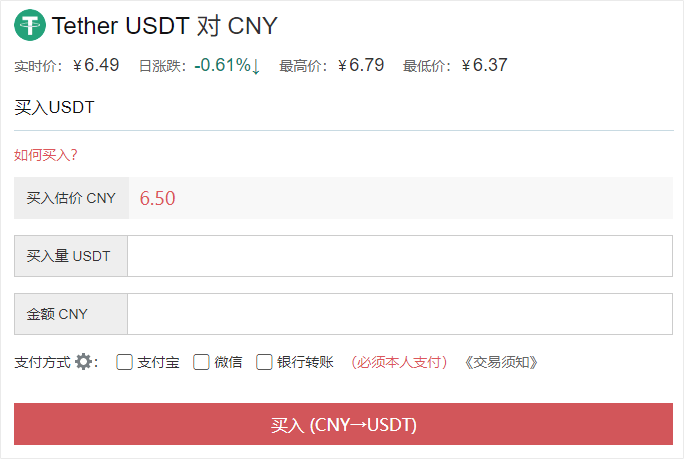 Tether USDT 对 CNY
实时价：￥6.49 日涨跌：-0.61%↓ 最高价：￥6.79 最低价：￥6.37
买入USDT
如何买入？
买入估价 CNY 6.50
买入量 USDT
金额 CNY
支付方式 ： 支付宝 微信 银行转账 （必须本人支付） 《交易须知》
买入 (CNY→USDT)